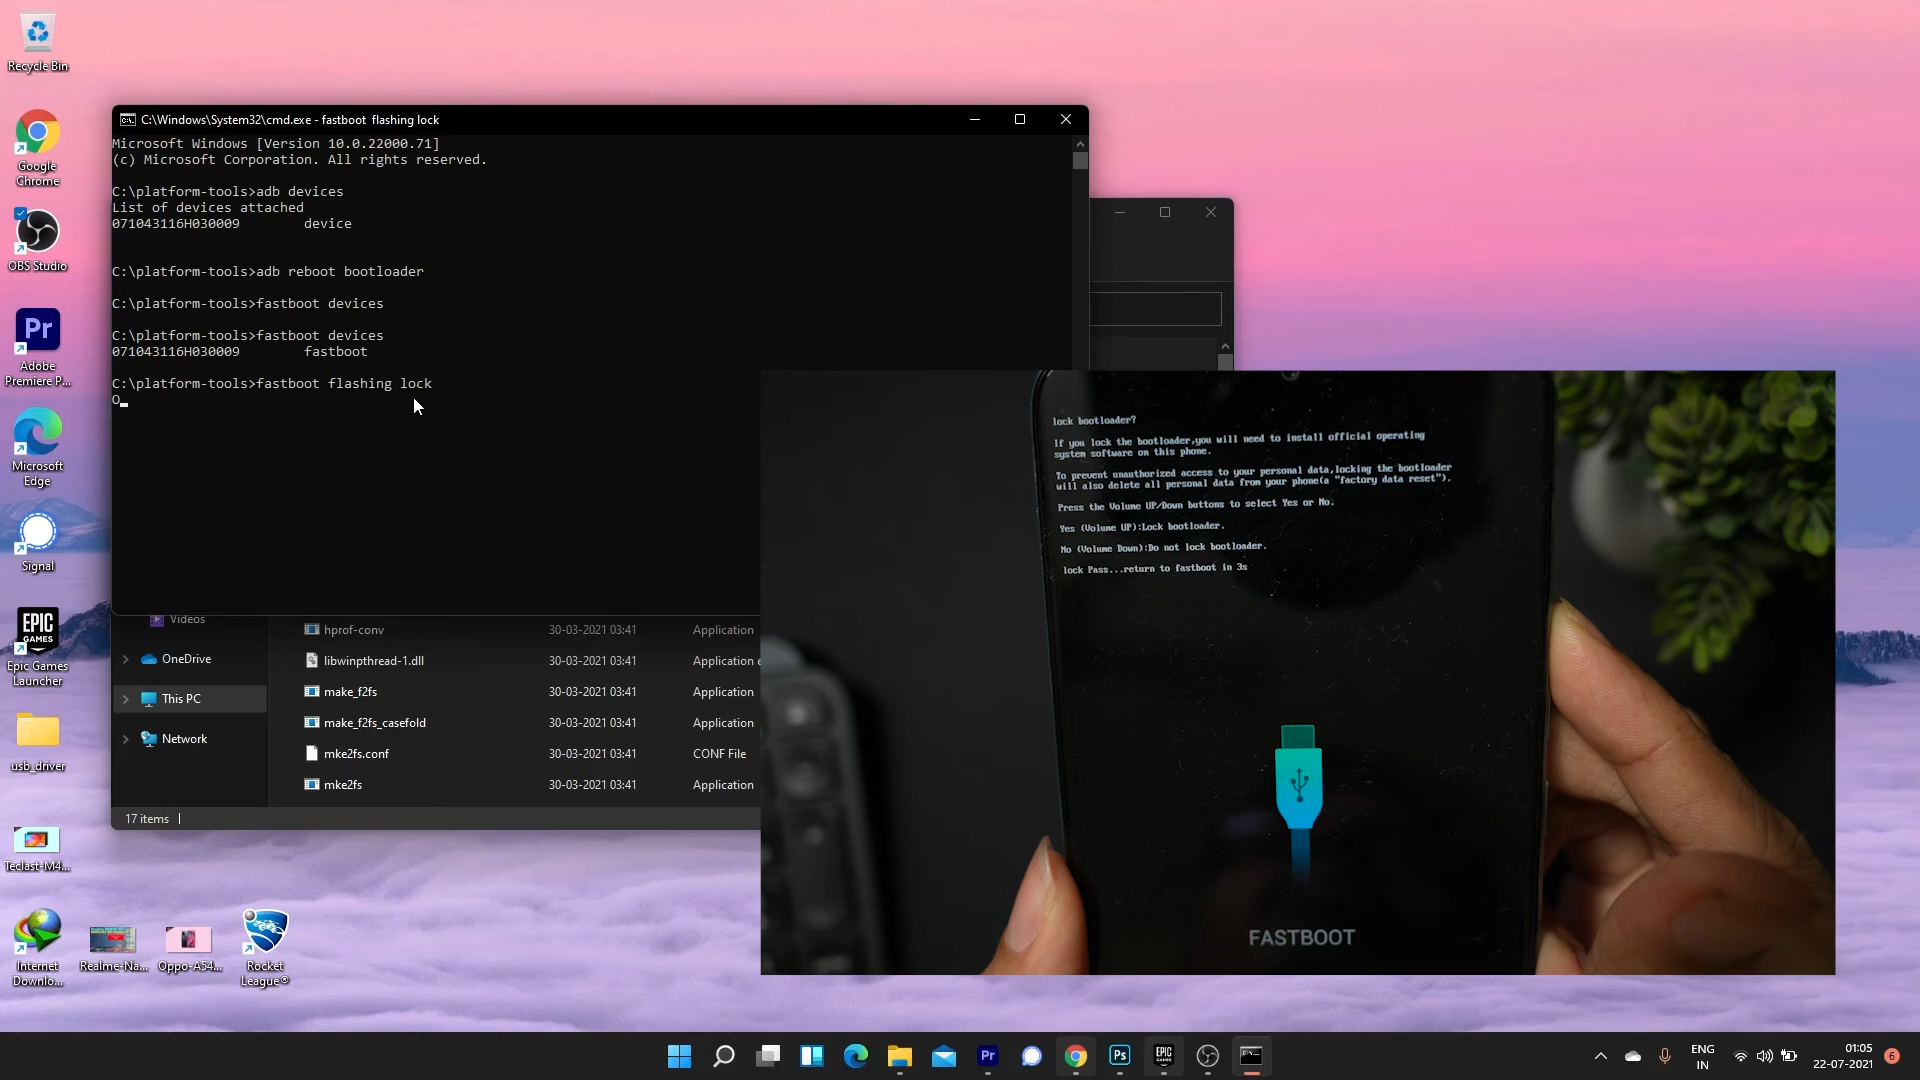 Recycle Bin
Google
Chrome
OBS Studio
Pr
Adobe
Premiere P...
Microsoft
Edge
Signal
EPIC
GAMES
Epic Games
Launcher
usb_driver
Teclast-M4...
Internet
Downlo...
Realme-Na...
Oppo-A54...
Rocket
League®
C:\Windows\System32\cmd.exe - fastboot  flashing lock
Microsoft Windows [Version 10.0.22000.71]
(c) Microsoft Corporation. All rights reserved.
C:\platform-tools>adb devices
List of devices attached
071043116H030009        device
C:\platform-tools>adb reboot bootloader
C:\platform-tools>fastboot devices
C:\platform-tools>fastboot devices
071043116H030009        fastboot
C:\platform-tools>fastboot flashing lock
O
Videos
OneDrive
This PC
Network
hprof-conv 30-03-2021 03:41 Application
libwinpthread-1.dll 30-03-2021 03:41 Application e
make_f2fs 30-03-2021 03:41 Application
make_f2fs_casefold 30-03-2021 03:41 Application
mke2fs.conf 30-03-2021 03:41 CONF File
mke2fs 30-03-2021 03:41 Application
17 items
lock bootloader?
If you lock the bootloader,you will need to install official operating
system software on this phone.
To prevent unauthorized access to your personal data,locking the bootloader
will also delete all personal data from your phone(a "factory data reset").
Press the Volume UP/Down buttons to select Yes or No.
Yes (Volume UP):Lock bootloader.
No (Volume Down):Do not lock bootloader.
lock Pass...return to fastboot in 3s
FASTBOOT
Pr
Ps
EPIC
GAMES
ENG
IN
01:05
22-07-2021
6